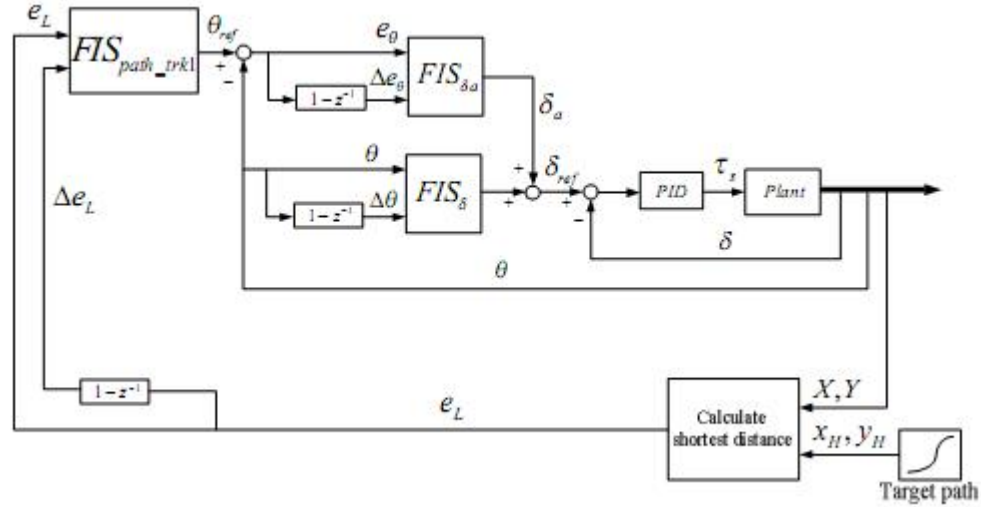 e_L
FIS_path_trk1
θ_ref
+
−
e_θ
1 − z⁻¹
Δe_θ
FIS_δa
δ_a
θ
1 − z⁻¹
Δθ
FIS_δ
+
+
δ_ref
+
−
PID
τ_s
Plant
δ
θ
Δe_L
1 − z⁻¹
e_L
Calculate
shortest distance
X, Y
x_H, y_H
Target path